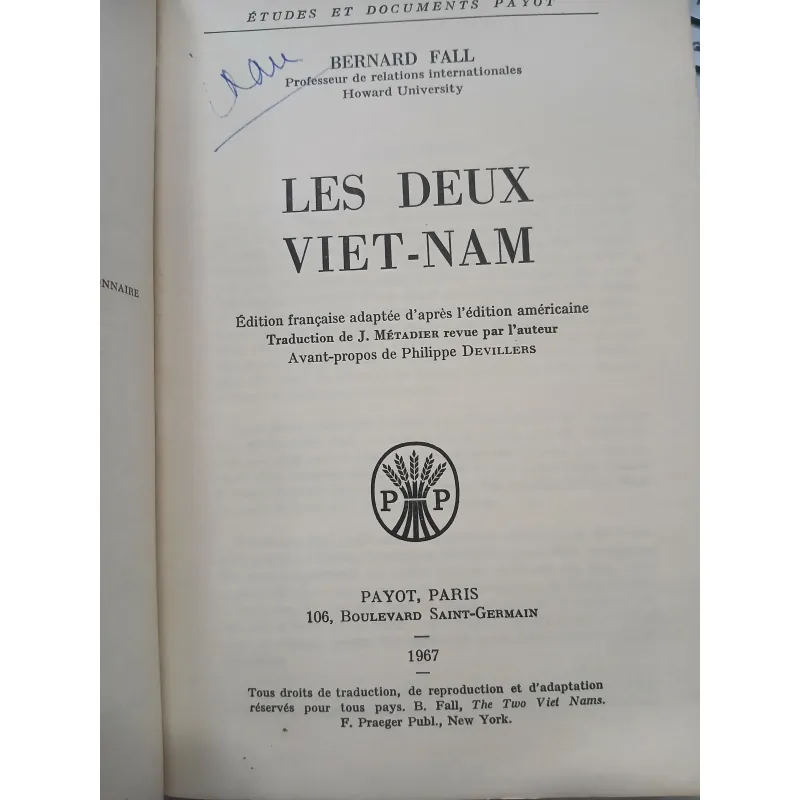 ÉTUDES ET DOCUMENTS PAYOT
BERNARD FALL
Professeur de relations internationales
Howard University
LES DEUX
VIET-NAM
NNAIRE
Édition française adaptée d'après l'édition américaine
Traduction de J. MÉTADIER revue par l'auteur
Avant-propos de Philippe DEVILLERS
P P
PAYOT, PARIS
106, BOULEVARD SAINT-GERMAIN
1967
Tous droits de traduction, de reproduction et d'adaptation
réservés pour tous pays. B. Fall, The Two Viet Nams.
F. Praeger Publ., New York.